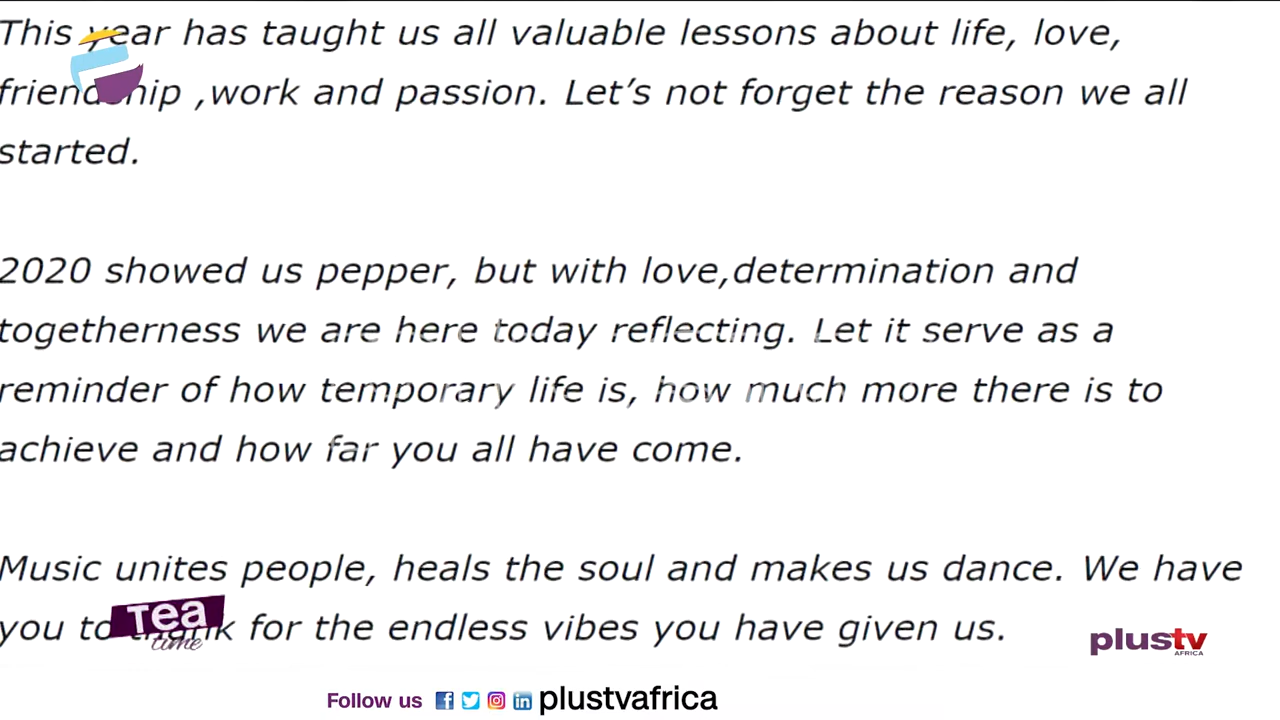 This year has taught us all valuable lessons about life, love,
friendship ,work and passion. Let's not forget the reason we all
started.
2020 showed us pepper, but with love,determination and
togetherness we are here today reflecting. Let it serve as a
reminder of how temporary life is, how much more there is to
achieve and how far you all have come.
Music unites people, heals the soul and makes us dance. We have
you to thank for the endless vibes you have given us.
Tea
time
plustv
AFRICA
Follow us plustvafrica